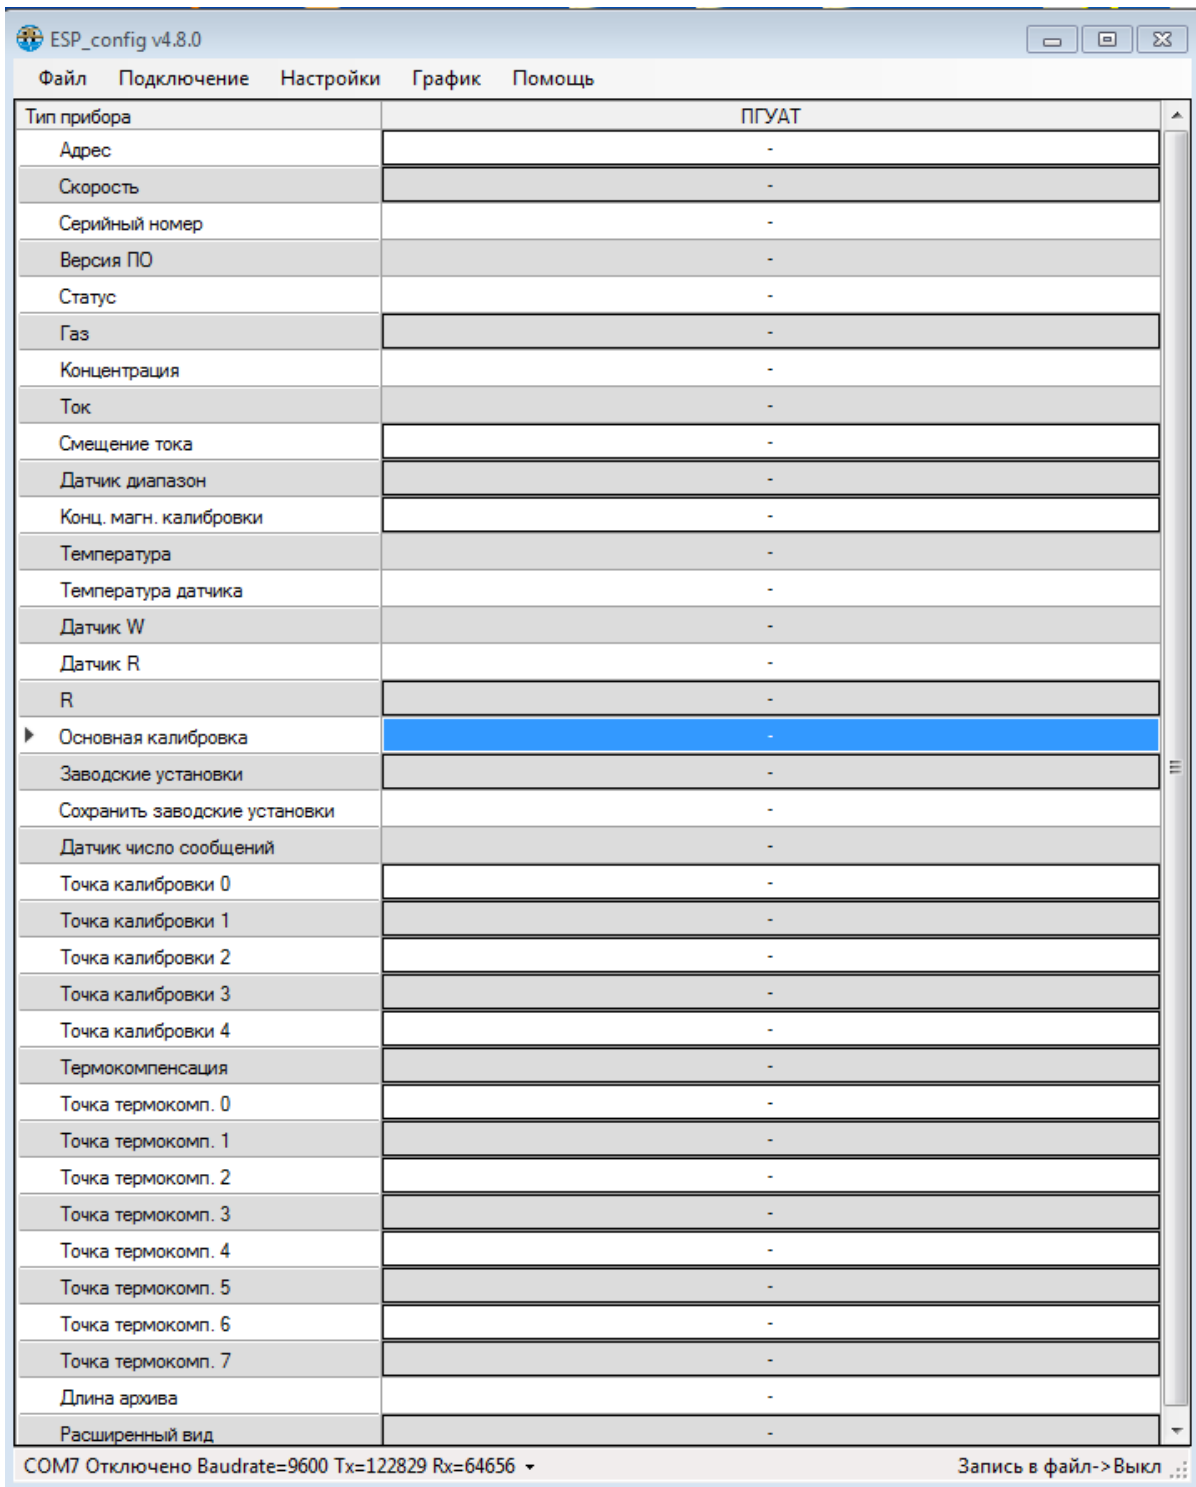 ESP_config v4.8.0
Файл Подключение Настройки График Помощь
Тип прибора ПГУАТ
Адрес -
Скорость -
Серийный номер -
Версия ПО -
Статус -
Газ -
Концентрация -
Ток -
Смещение тока -
Датчик диапазон -
Конц. магн. калибровки -
Температура -
Температура датчика -
Датчик W -
Датчик R -
R -
Основная калибровка -
Заводские установки -
Сохранить заводские установки -
Датчик число сообщений -
Точка калибровки 0 -
Точка калибровки 1 -
Точка калибровки 2 -
Точка калибровки 3 -
Точка калибровки 4 -
Термокомпенсация -
Точка термокомп. 0 -
Точка термокомп. 1 -
Точка термокомп. 2 -
Точка термокомп. 3 -
Точка термокомп. 4 -
Точка термокомп. 5 -
Точка термокомп. 6 -
Точка термокомп. 7 -
Длина архива -
Расширенный вид -
COM7 Отключено Baudrate=9600 Tx=122829 Rx=64656 Запись в файл->Выкл